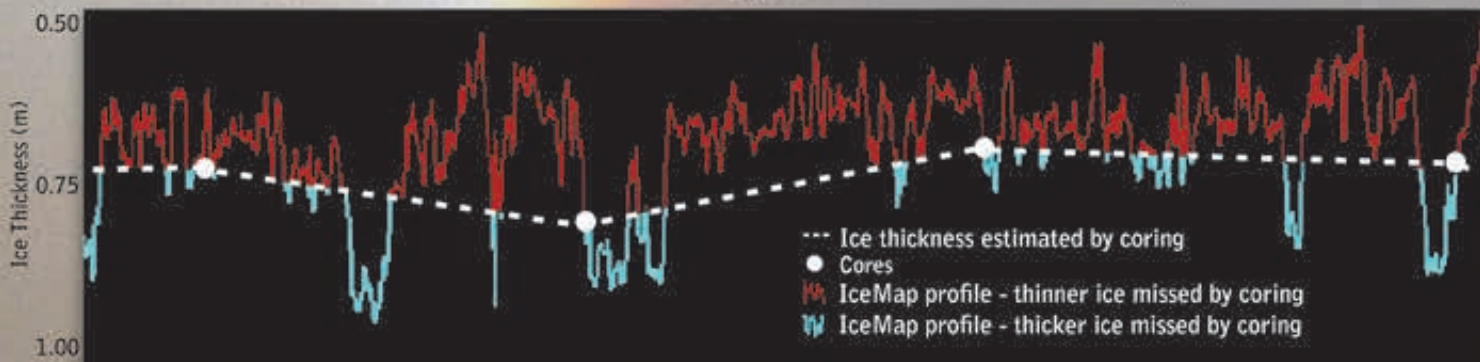 0.50
0.75
1.00
Ice Thickness (m)
Ice thickness estimated by coring
Cores
IceMap profile - thinner ice missed by coring
IceMap profile - thicker ice missed by coring